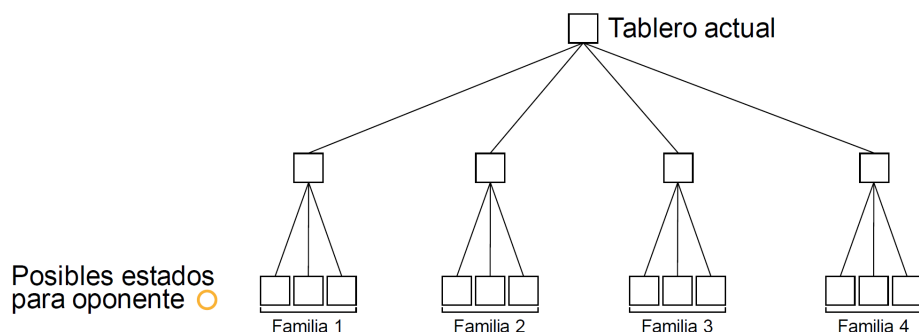 Tablero actual
Posibles estados
para oponente
Familia 1
Familia 2
Familia 3
Familia 4